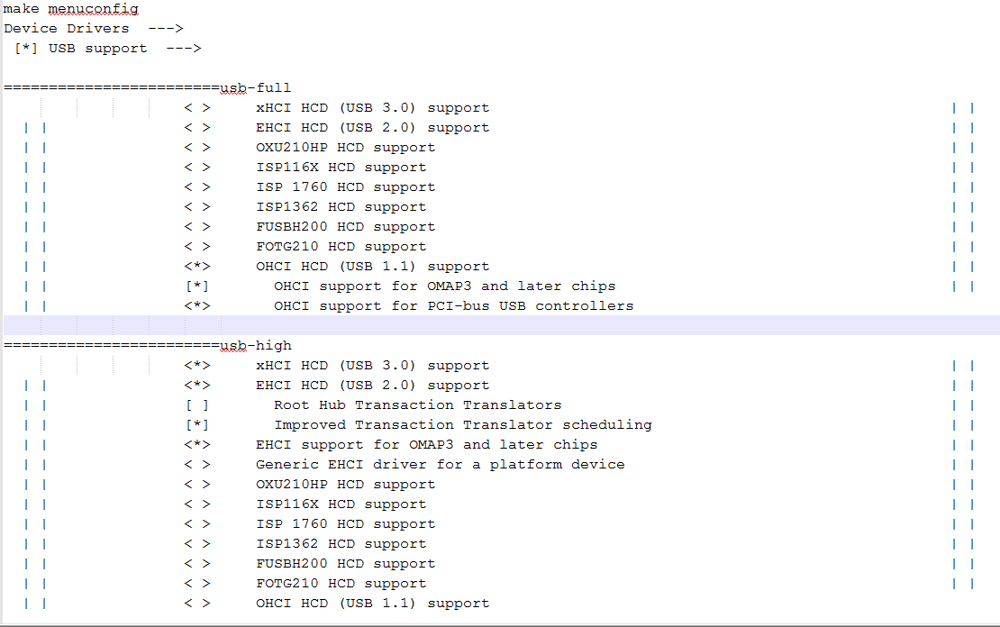 make menuconfig
Device Drivers  --->
 [*] USB support  --->
========================usb-full
                    < >     xHCI HCD (USB 3.0) support                                                   | |
  | |               < >     EHCI HCD (USB 2.0) support                                                   | |
  | |               < >     OXU210HP HCD support                                                         | |
  | |               < >     ISP116X HCD support                                                          | |
  | |               < >     ISP 1760 HCD support                                                         | |
  | |               < >     ISP1362 HCD support                                                          | |
  | |               < >     FUSBH200 HCD support                                                         | |
  | |               < >     FOTG210 HCD support                                                          | |
  | |               <*>     OHCI HCD (USB 1.1) support                                                   | |
  | |               [*]       OHCI support for OMAP3 and later chips                                     | |
  | |               <*>       OHCI support for PCI-bus USB controllers
========================usb-high
                    <*>     xHCI HCD (USB 3.0) support                                                   | |
  | |               <*>     EHCI HCD (USB 2.0) support                                                   | |
  | |               [ ]       Root Hub Transaction Translators                                           | |
  | |               [*]       Improved Transaction Translator scheduling                                 | |
  | |               <*>     EHCI support for OMAP3 and later chips                                       | |
  | |               < >     Generic EHCI driver for a platform device                                    | |
  | |               < >     OXU210HP HCD support                                                         | |
  | |               < >     ISP116X HCD support                                                          | |
  | |               < >     ISP 1760 HCD support                                                         | |
  | |               < >     ISP1362 HCD support                                                          | |
  | |               < >     FUSBH200 HCD support                                                         | |
  | |               < >     FOTG210 HCD support                                                          | |
  | |               < >     OHCI HCD (USB 1.1) support